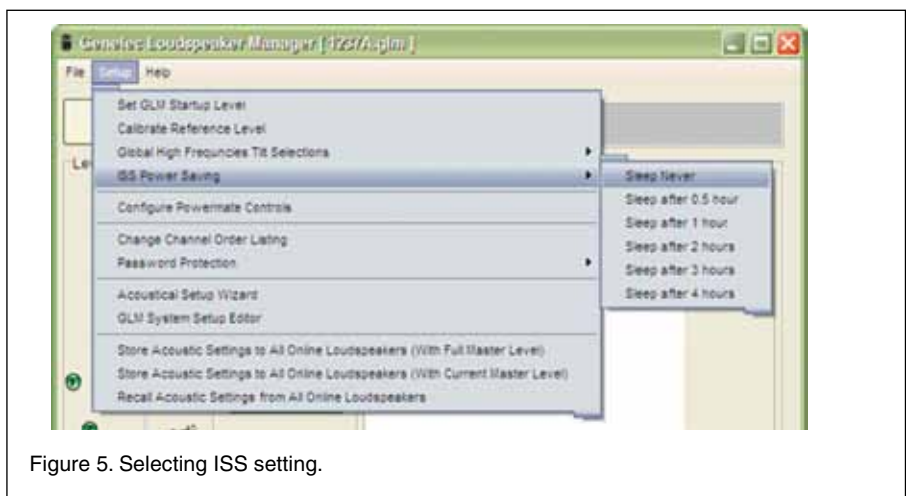 Genelec Loudspeaker Manager [ 1237A.glm ]
File Setup Help
Set GLM Startup Level
Calibrate Reference Level
Global High Frequncies Tilt Selections
ISS Power Saving
Sleep Never
Sleep after 0.5 hour
Sleep after 1 hour
Sleep after 2 hours
Sleep after 3 hours
Sleep after 4 hours
Configure Powermate Controls
Change Channel Order Listing
Password Protection
Acoustical Setup Wizard
GLM System Setup Editor
Store Acoustic Settings to All Online Loudspeakers (With Full Master Level)
Store Acoustic Settings to All Online Loudspeakers (With Current Master Level)
Recall Acoustic Settings from All Online Loudspeakers
Figure 5. Selecting ISS setting.